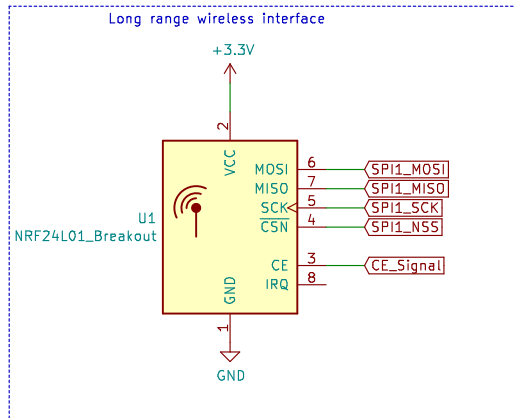 Long range wireless interface
+3.3V
2
VCC
MOSI 6 SPI1_MOSI
MISO 7 SPI1_MISO
SCK 5 SPI1_SCK
CSN 4 SPI1_NSS
U1
NRF24L01_Breakout
CE 3 CE_Signal
IRQ 8
GND
1
GND